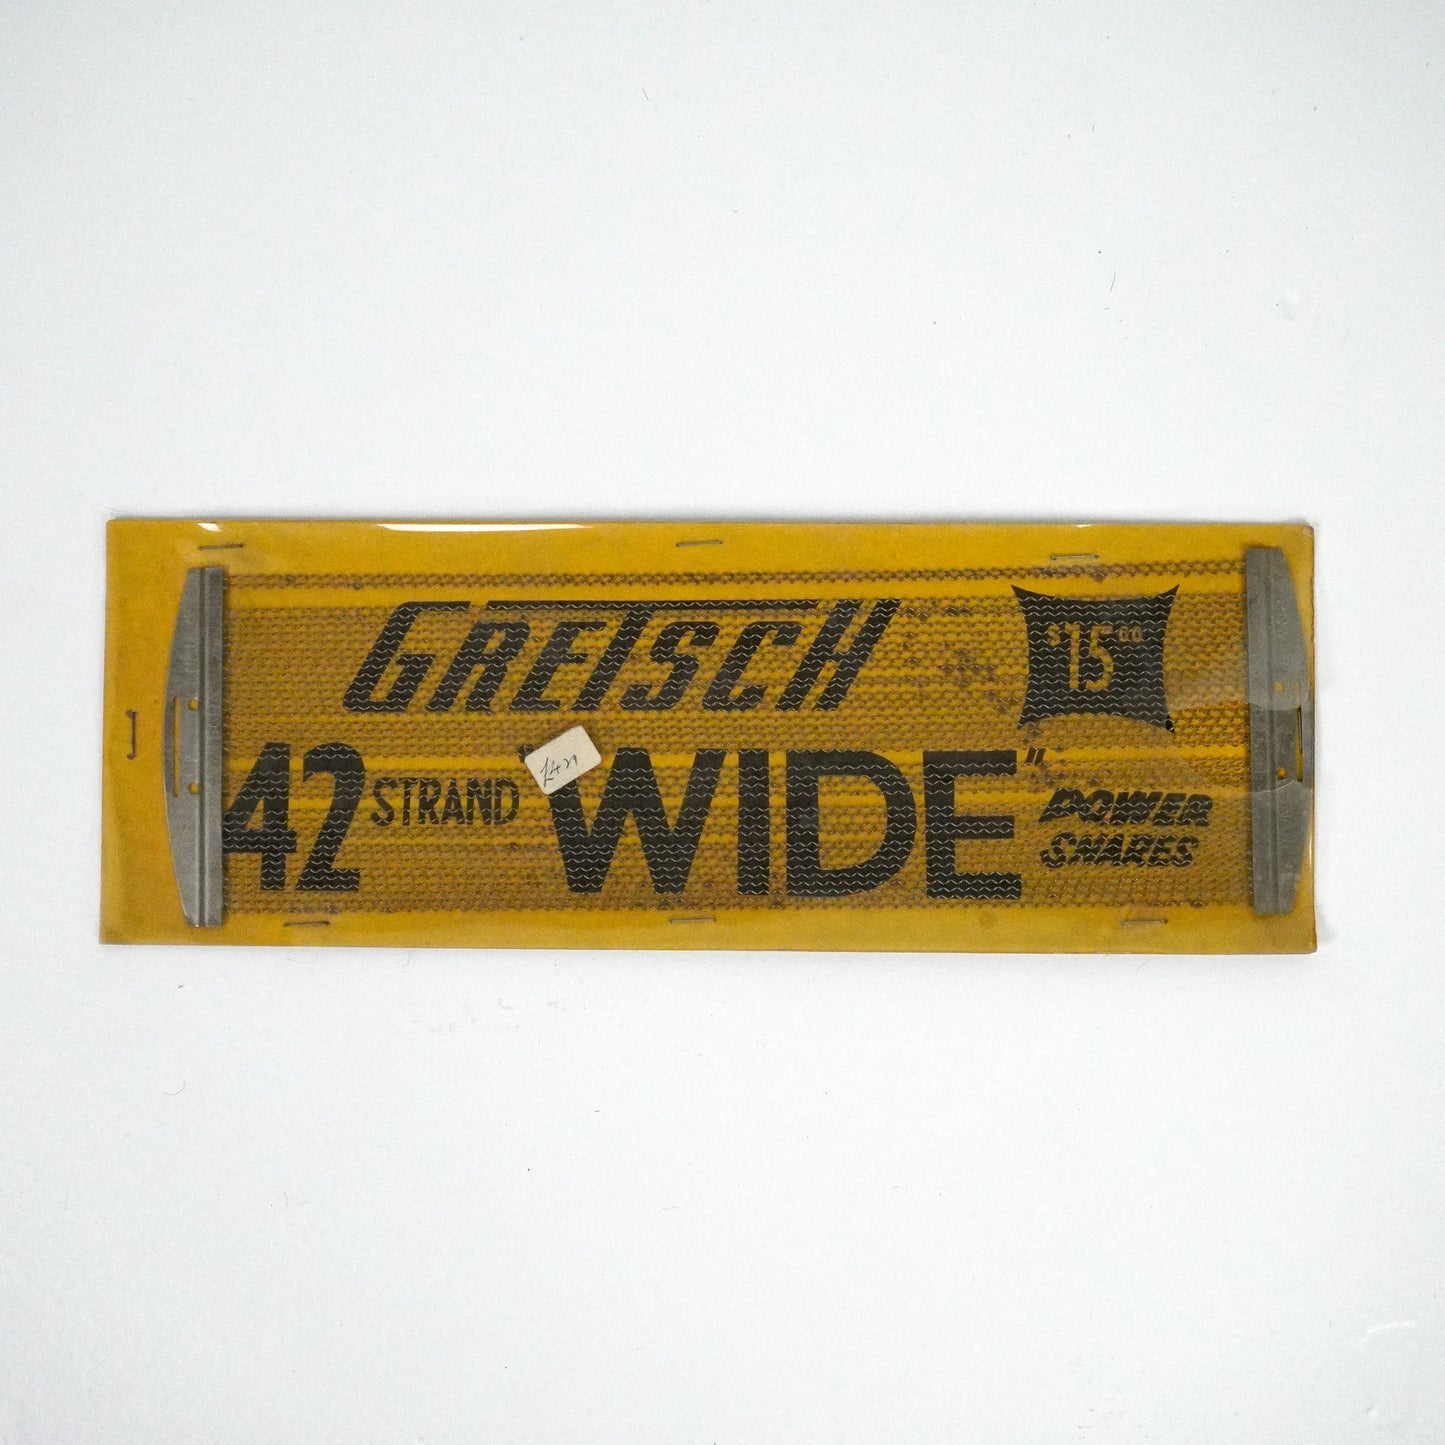 GRETSCH
$15.00
42 STRAND "WIDE"
POWER
SNARES